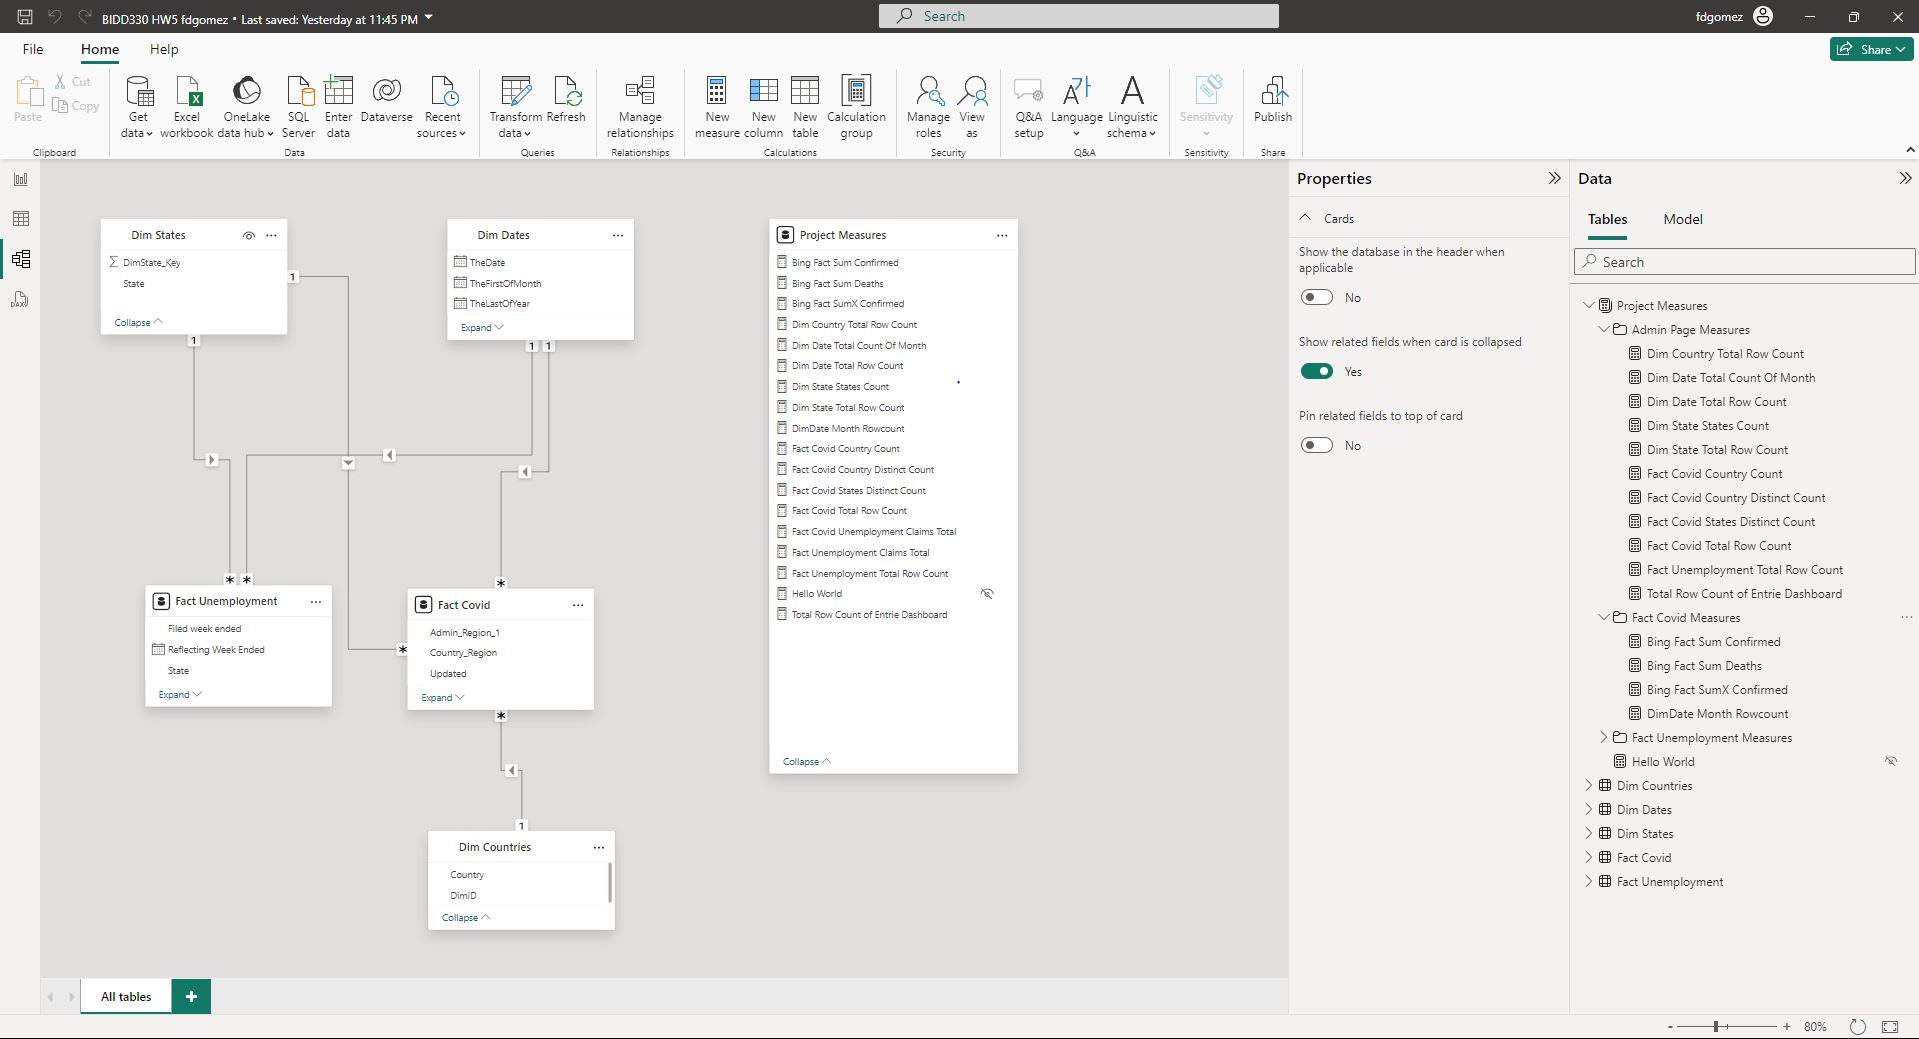 BIDD330 HW5 fdgomez • Last saved: Yesterday at 11:45 PM
Search
fdgomez
File
Home
Help
Share
Paste
Cut
Copy
Get data
Excel workbook
OneLake data hub
SQL Server
Enter data
Dataverse
Recent sources
Transform data
Refresh
Manage relationships
New measure
New column
New table
Calculation group
Manage roles
View as
Q&A setup
Language
Linguistic schema
Sensitivity
Publish
Clipboard
Data
Queries
Relationships
Calculations
Security
Q&A
Sensitivity
Share
DAX
Dim States
DimState_Key
State
Collapse
1
1
Dim Dates
TheDate
TheFirstOfMonth
TheLastOfYear
Expand
1
1
*
*
Fact Unemployment
Filed week ended
Reflecting Week Ended
State
Expand
*
*
Fact Covid
Admin_Region_1
Country_Region
Updated
Expand
*
1
Dim Countries
Country
DimID
Collapse
Project Measures
Bing Fact Sum Confirmed
Bing Fact Sum Deaths
Bing Fact SumX Confirmed
Dim Country Total Row Count
Dim Date Total Count Of Month
Dim Date Total Row Count
Dim State States Count
Dim State Total Row Count
DimDate Month Rowcount
Fact Covid Country Count
Fact Covid Country Distinct Count
Fact Covid States Distinct Count
Fact Covid Total Row Count
Fact Covid Unemployment Claims Total
Fact Unemployment Claims Total
Fact Unemployment Total Row Count
Hello World
Total Row Count of Entrie Dashboard
Collapse
Properties
Cards
Show the database in the header when
applicable
No
Show related fields when card is collapsed
Yes
Pin related fields to top of card
No
Data
Tables
Model
Search
Project Measures
Admin Page Measures
Dim Country Total Row Count
Dim Date Total Count Of Month
Dim Date Total Row Count
Dim State States Count
Dim State Total Row Count
Fact Covid Country Count
Fact Covid Country Distinct Count
Fact Covid States Distinct Count
Fact Covid Total Row Count
Fact Unemployment Total Row Count
Total Row Count of Entrie Dashboard
Fact Covid Measures
Bing Fact Sum Confirmed
Bing Fact Sum Deaths
Bing Fact SumX Confirmed
DimDate Month Rowcount
Fact Unemployment Measures
Hello World
Dim Countries
Dim Dates
Dim States
Fact Covid
Fact Unemployment
All tables
+
- + 80%